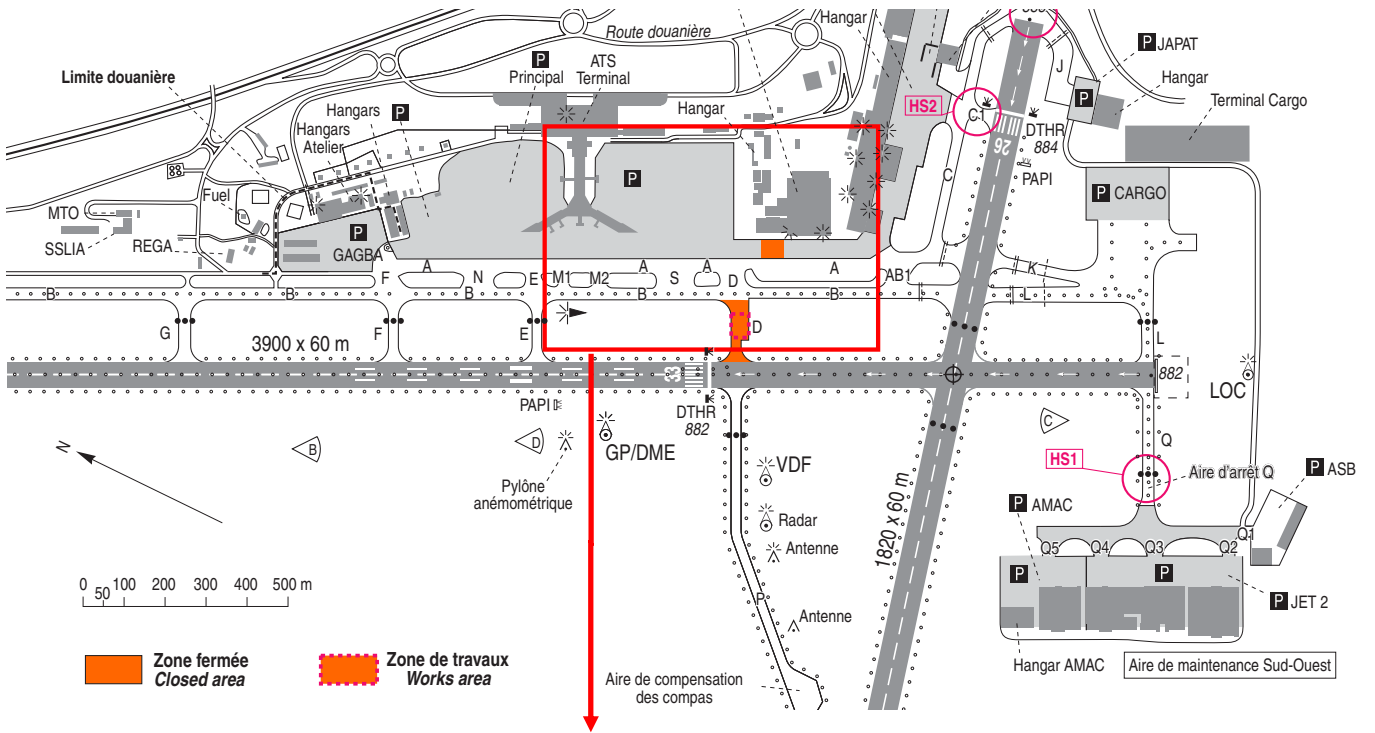 Hangar
Route douanière
P
Principal
ATS
Terminal
P JAPAT
J
Limite douanière
P
Hangars
Hangars
Atelier
Hangar
HS2
C1
P
Hangar
Terminal Cargo
26
DTHR
884
PAPI
C
P
P CARGO
Fuel
MTO
SSLIA
REGA
P
GAGBA
F
A
N
E
M1
M2
A
S
A
D
A
AB1
K
B
B
B
B
B
L
G
F
E
D
L
3900 x 60 m
33
882
LOC
PAPI
DTHR
882
N
B
D
GP/DME
C
Q
HS1
Aire d'arrêt Q
P ASB
VDF
Pylône
anémométrique
P AMAC
Radar
1820 x 60 m
Antenne
Q5
Q4
Q3
Q2
Q1
P
P
0 50 100 200 300 400 500 m
P
Antenne
P JET 2
Zone fermée
Closed area
Zone de travaux
Works area
Aire de compensation
des compas
Hangar AMAC
Aire de maintenance Sud-Ouest